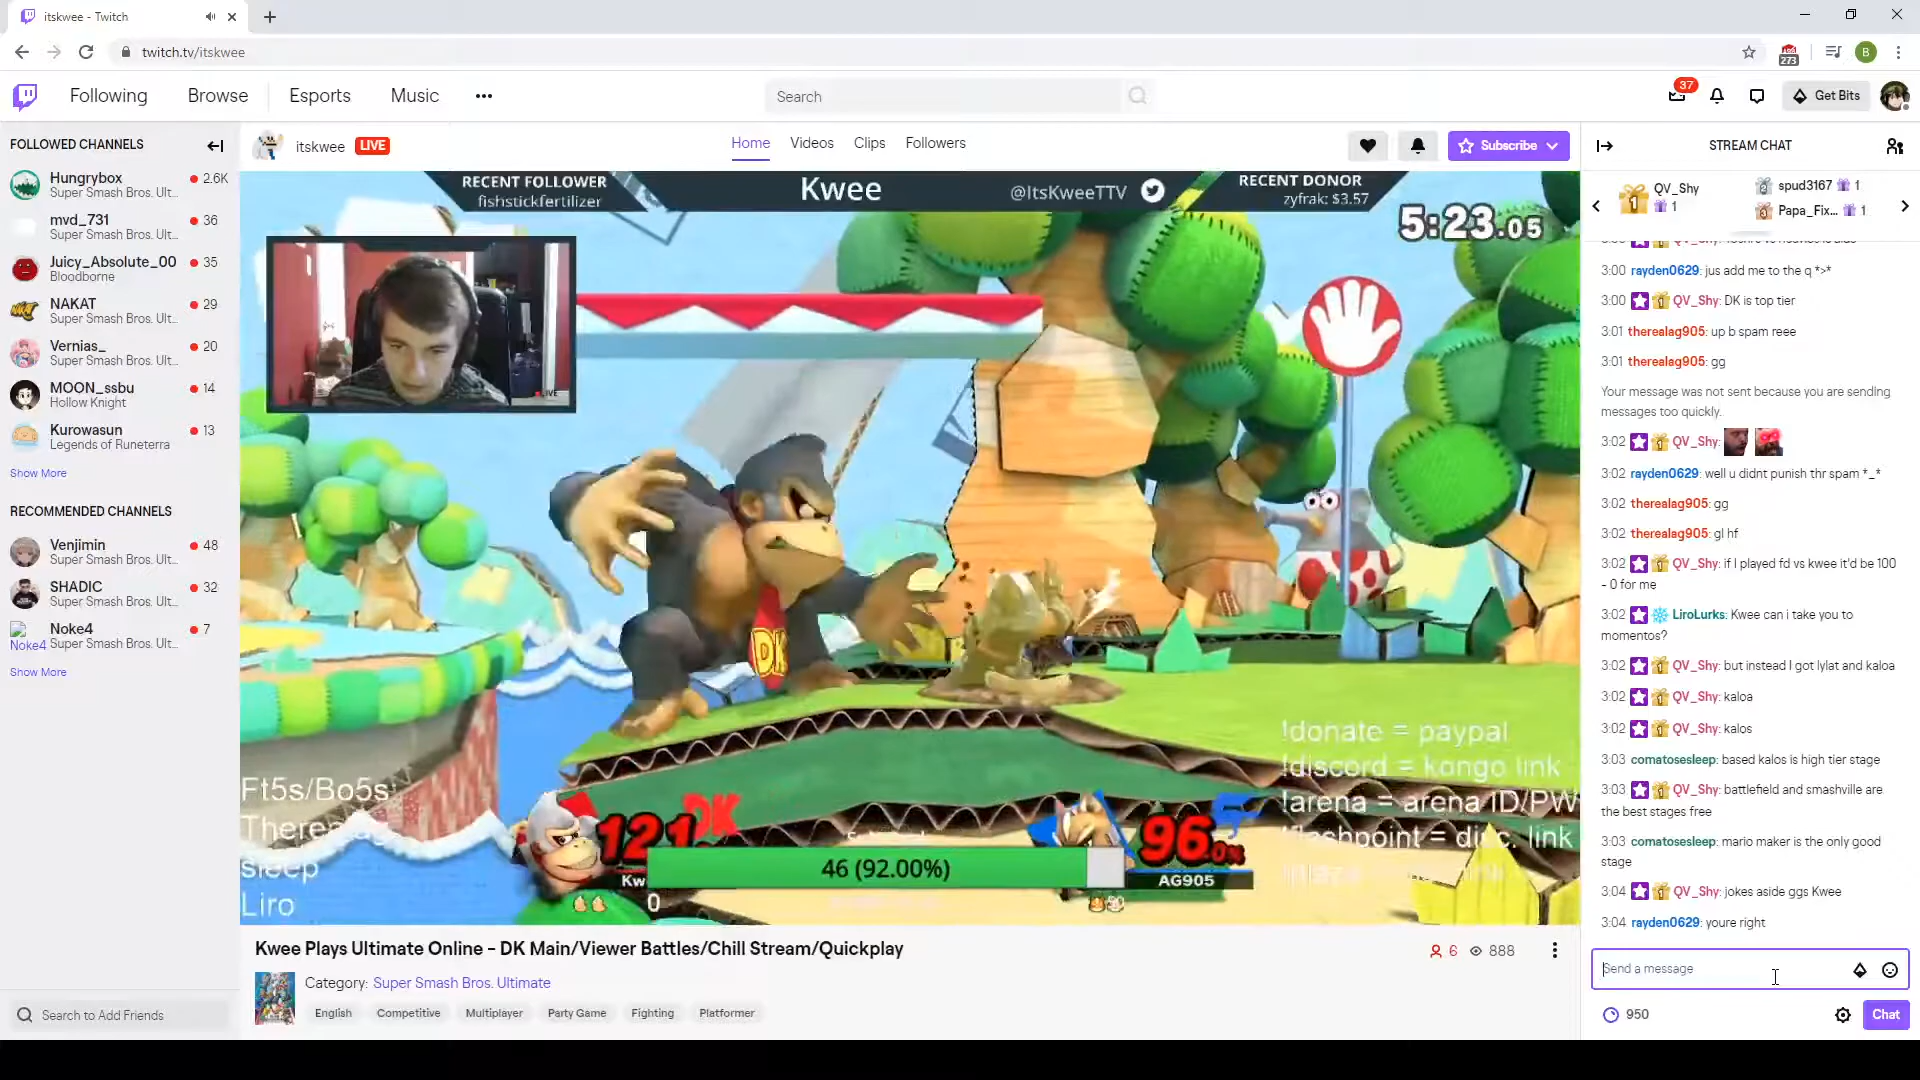 itskwee - Twitch
twitch.tv/itskwee
273
B
Following
Browse
Esports
Music
Search
37
Get Bits
FOLLOWED CHANNELS
Hungrybox
2.6K
Super Smash Bros. Ult...
mvd_731
36
Super Smash Bros. Ult...
Juicy_Absolute_00
35
Bloodborne
NAKAT
29
Super Smash Bros. Ult...
Vernias_
20
Super Smash Bros. Ult...
MOON_ssbu
14
Hollow Knight
Kurowasun
13
Legends of Runeterra
Show More
RECOMMENDED CHANNELS
Venjimin
48
Super Smash Bros. Ult...
SHADIC
32
Super Smash Bros. Ult...
Noke4
7
Noke4
Super Smash Bros. Ult...
Show More
Search to Add Friends
itskwee LIVE
Home
Videos
Clips
Followers
Subscribe
RECENT FOLLOWER
fishstickfertilizer
Kwee
@ItsKweeTTV
RECENT DONOR
zyfrak: $3.57
5:23.05
LIVE
DK
!donate = paypal
!discord = kongo link
!arena = arena ID/PW
!flashpoint = disc. link
Ft5s/Bo5s
sleep
Liro
121
DK
Kw
46 (92.00%)
0
96.0%
AG905
50
Kwee Plays Ultimate Online - DK Main/Viewer Battles/Chill Stream/Quickplay
6
888
Category: Super Smash Bros. Ultimate
English
Competitive
Multiplayer
Party Game
Fighting
Platformer
STREAM CHAT
QV_Shy
1
spud3167 1
Papa_Fix... 1
3:00 rayden0629: jus add me to the q *>*
3:00 QV_Shy: DK is top tier
3:01 therealag905: up b spam reee
3:01 therealag905: gg
Your message was not sent because you are sending
messages too quickly.
3:02 QV_Shy:
3:02 rayden0629: well u didnt punish thr spam *_*
3:02 therealag905: gg
3:02 therealag905: gl hf
3:02 QV_Shy: if I played fd vs kwee it'd be 100
- 0 for me
3:02 LiroLurks: Kwee can i take you to
momentos?
3:02 QV_Shy: but instead I got lylat and kaloa
3:02 QV_Shy: kaloa
3:02 QV_Shy: kalos
3:03 comatosesleep: based kalos is high tier stage
3:03 QV_Shy: battlefield and smashville are
the best stages free
3:03 comatosesleep: mario maker is the only good
stage
3:04 QV_Shy: jokes aside ggs Kwee
3:04 rayden0629: youre right
Send a message
950
Chat